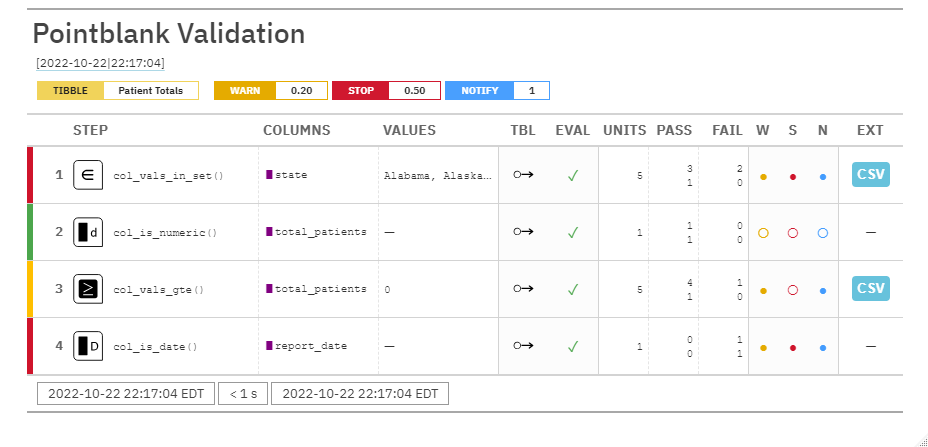 Pointblank Validation
[2022-10-22|22:17:04]
TIBBLE Patient Totals WARN 0.20 STOP 0.50 NOTIFY 1
STEP COLUMNS VALUES TBL EVAL UNITS PASS FAIL W S N EXT
1 ∈ col_vals_in_set() state Alabama, Alaska… ✓ 5 3 2 CSV
1 0
2 d col_is_numeric() total_patients — ✓ 1 1 0 —
1 0
3 ≥ col_vals_gte() total_patients 0 ✓ 5 4 1 CSV
1 0
4 D col_is_date() report_date — ✓ 1 0 1 —
0 1
2022-10-22 22:17:04 EDT < 1 s 2022-10-22 22:17:04 EDT